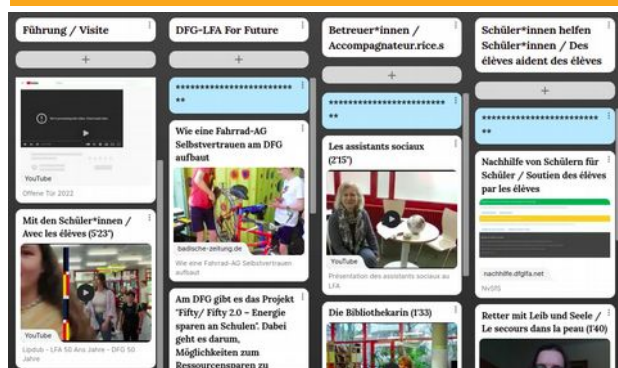 Führung / Visite
+
YouTube
Offene Tür 2022
Mit den Schüler*innen /
Avec les élèves (5'23")
YouTube
Lipdub - LFA 50 Ans Jahre - DFG 50
Jahre
DFG-LFA For Future
+
**************************
**
Wie eine Fahrrad-AG
Selbstvertrauen am DFG
aufbaut
badische-zeitung.de
Wie eine Fahrrad-AG Selbstvertrauen
aufbaut
Am DFG gibt es das Projekt
"Fifty/ Fifty 2.0 – Energie
sparen an Schulen". Dabei
geht es darum,
Möglichkeiten zum
Ressourcensparen zu
Betreuer*innen /
Accompagnateur.rice.s
+
**************************
**
Les assistants sociaux
(2'15")
YouTube
Présentation des assistants sociaux au
LFA
Die Bibliothekarin (1'33)
Schüler*innen helfen
Schüler*innen / Des
élèves aident des élèves
+
**************************
**
Nachhilfe von Schülern für
Schüler / Soutien des élèves
par les élèves
nachhilfe.dfglfa.net
NvSfS
Retter mit Leib und Seele /
Le secours dans la peau (1'40)